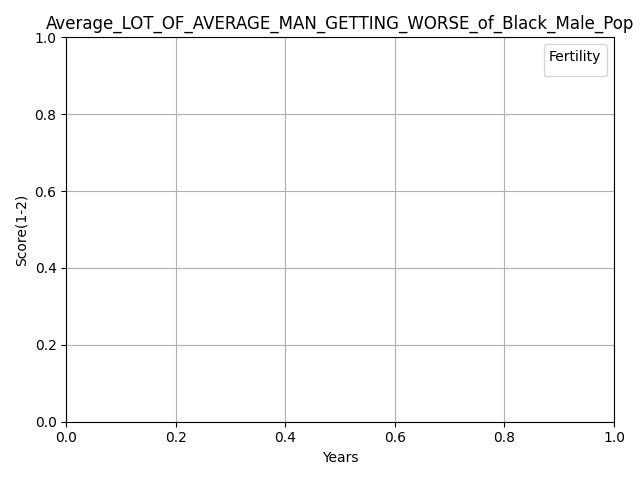 Average_LOT_OF_AVERAGE_MAN_GETTING_WORSE_of_Black_Male_Pop
Fertility
1.0
0.8
0.6
0.4
0.2
0.0
Score(1-2)
0.0 0.2 0.4 0.6 0.8 1.0
Years